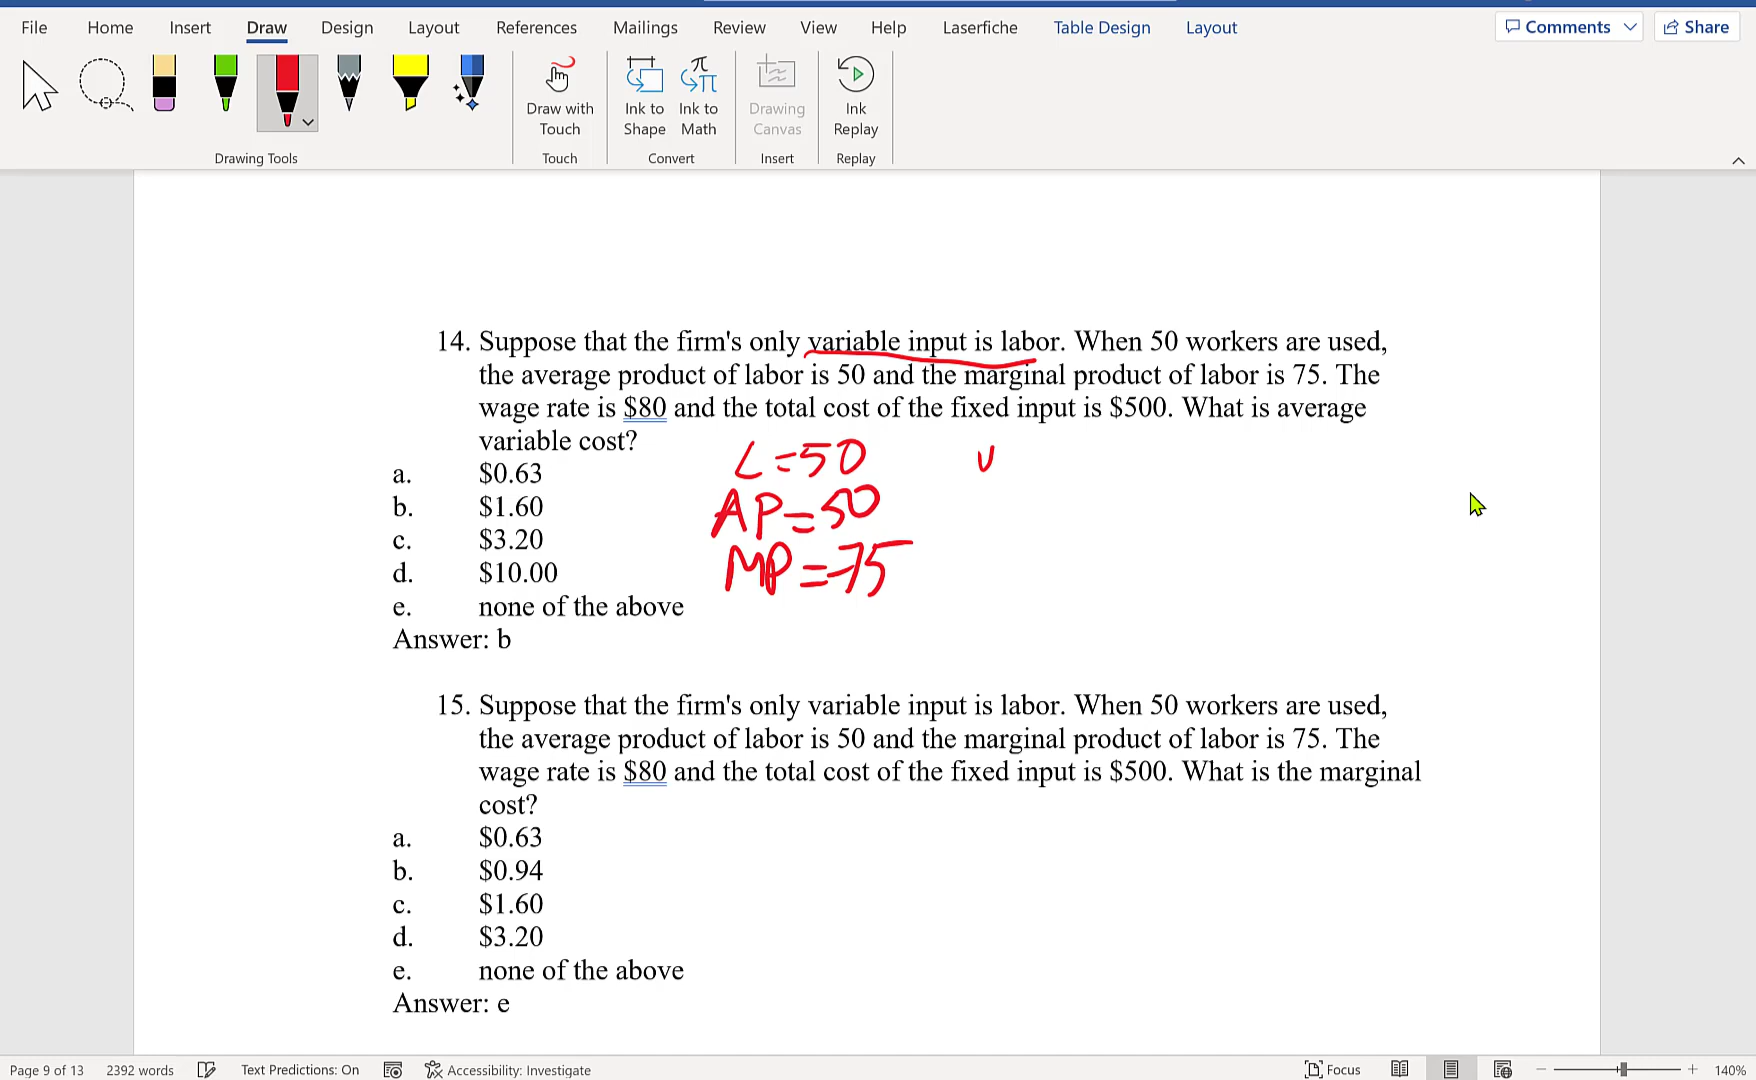 File Home Insert Draw Design Layout References Mailings Review View Help Laserfiche Table Design Layout Comments Share
Draw with Touch
Ink to Shape
Ink to Math
Drawing Canvas
Ink Replay
Drawing Tools Touch Convert Insert Replay
14. Suppose that the firm's only variable input is labor. When 50 workers are used,
the average product of labor is 50 and the marginal product of labor is 75. The
wage rate is $80 and the total cost of the fixed input is $500. What is average
variable cost?
L=50
AP=50
MP=75
a. $0.63
b. $1.60
c. $3.20
d. $10.00
e. none of the above
Answer: b
15. Suppose that the firm's only variable input is labor. When 50 workers are used,
the average product of labor is 50 and the marginal product of labor is 75. The
wage rate is $80 and the total cost of the fixed input is $500. What is the marginal
cost?
a. $0.63
b. $0.94
c. $1.60
d. $3.20
e. none of the above
Answer: e
Page 9 of 13 2392 words Text Predictions: On Accessibility: Investigate Focus 140%